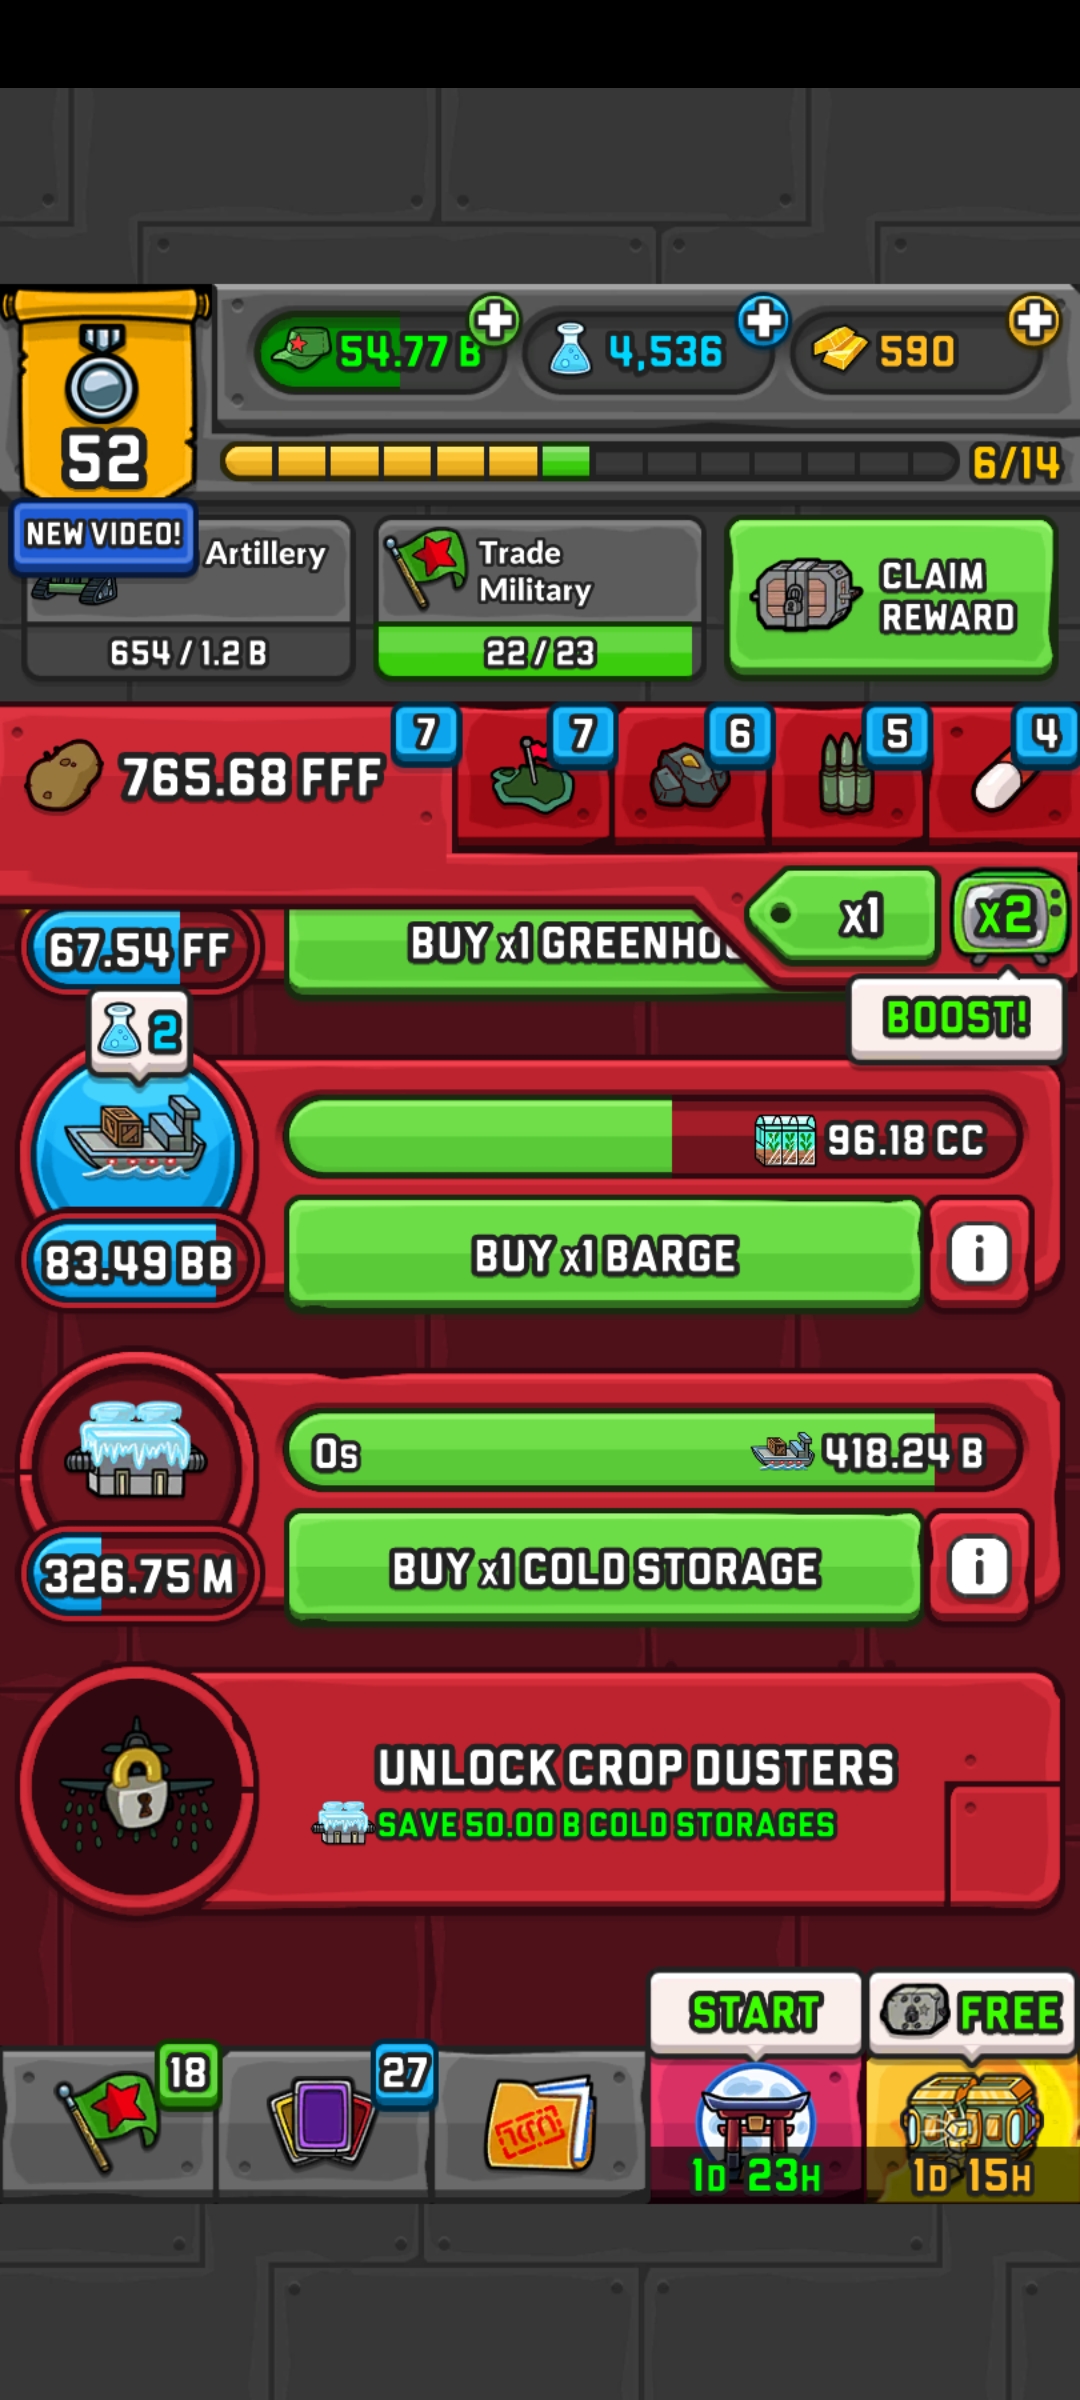 54.77 B
4,536
590
52
6/14
NEW VIDEO!
Artillery
654 / 1.2 B
Trade
Military
22 / 23
CLAIM
REWARD
765.68 FFF
7
7
6
5
4
x1
x2
BOOST!
67.54 FF
BUY x1 GREENHO
2
96.18 CC
83.49 BB
BUY x1 BARGE
i
0s
418.24 B
326.75 M
BUY x1 COLD STORAGE
i
UNLOCK CROP DUSTERS
SAVE 50.00 B COLD STORAGES
START
FREE
18
27
1D 23H
1D 15H